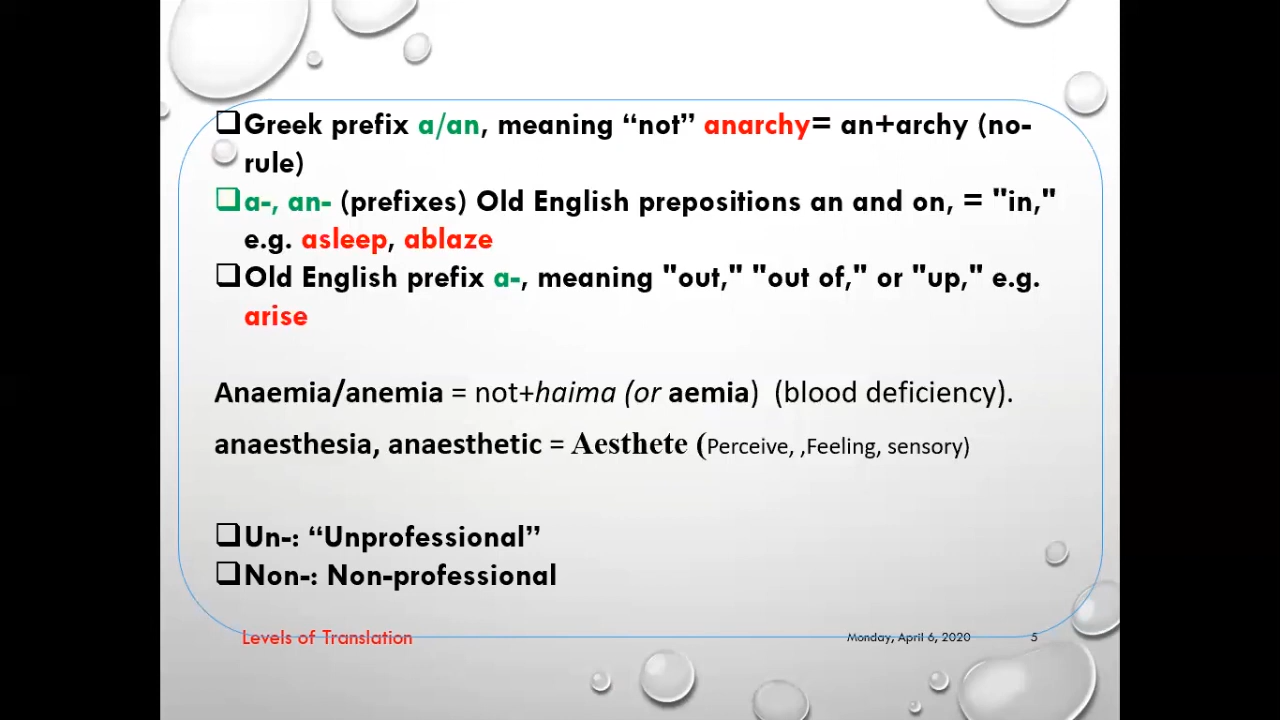 Greek prefix a/an, meaning “not” anarchy= an+archy (no-
rule)
a-, an- (prefixes) Old English prepositions an and on, = "in,"
e.g. asleep, ablaze
Old English prefix a-, meaning "out," "out of," or "up," e.g.
arise
Anaemia/anemia = not+haima (or aemia)  (blood deficiency).
anaesthesia, anaesthetic = Aesthete (Perceive, ,Feeling, sensory)
Un-: “Unprofessional”
Non-: Non-professional
Levels of Translation
Monday, April 6, 2020
5